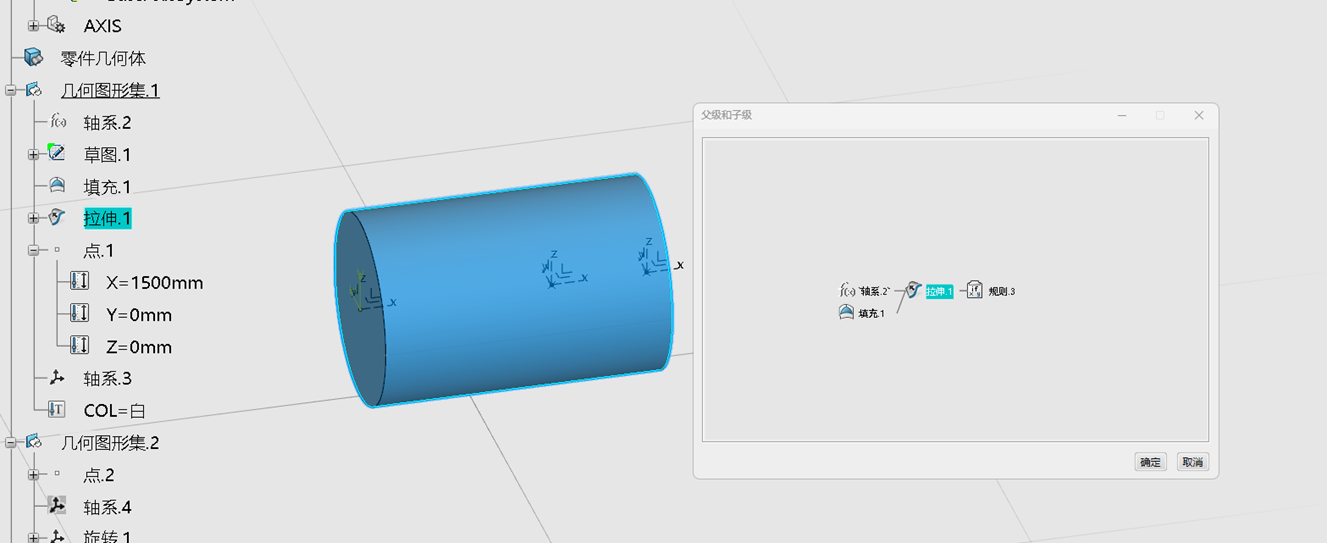 AXIS
零件几何体
几何图形集.1
f(x) 轴系.2
草图.1
填充.1
拉伸.1
点.1
X=1500mm
Y=0mm
Z=0mm
轴系.3
T COL=白
几何图形集.2
点.2
轴系.4
旋转.1
z
y
x
z
y
x
z
y
x
父级和子级
f(x) `轴系.2`
拉伸.1
规则.3
填充.1
确定
取消